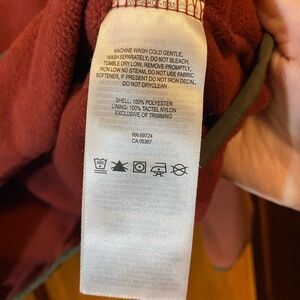 MACHINE WASH COLD GENTLE,
WASH SEPARATELY, DO NOT BLEACH,
TUMBLE DRY LOW, REMOVE PROMPTLY,
IRON LOW NO STEAM, DO NOT USE FABRIC
SOFTENER, IF PRESENT DO NOT IRON DECAL,
DO NOT DRYCLEAN
SHELL: 100% POLYESTER
LINING: 100% TACTEL NYLON
EXCLUSIVE OF TRIMMING
RN 69724
CA 05367